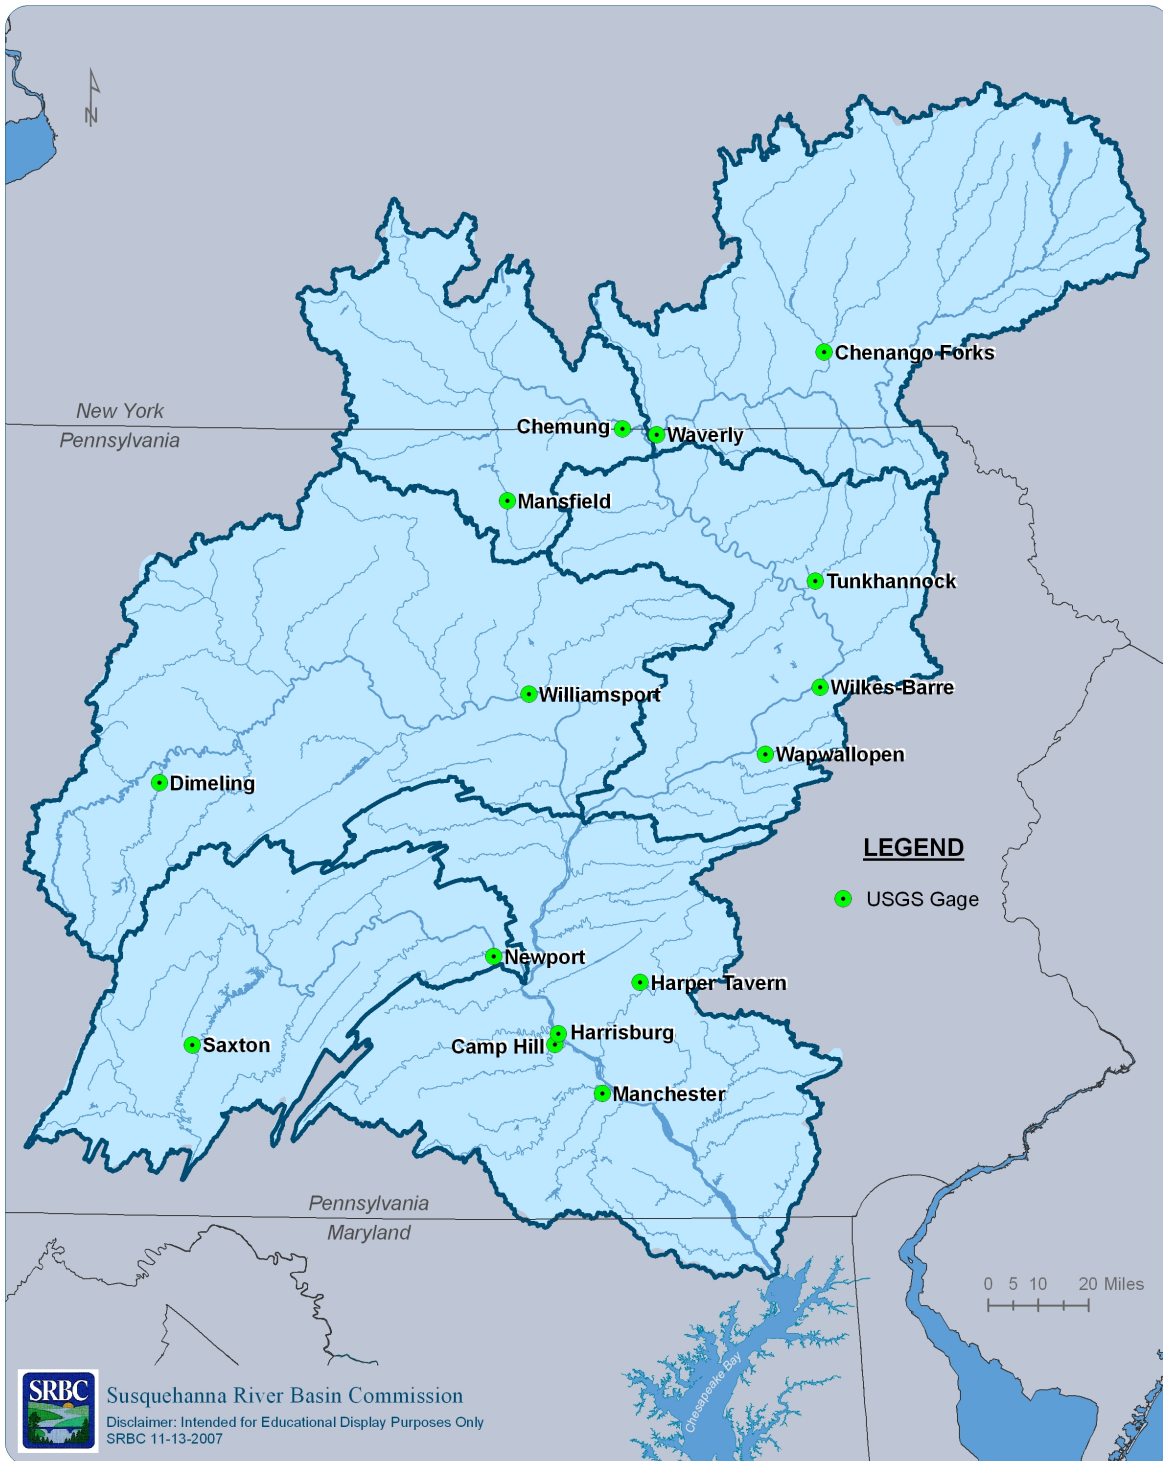 N
Chenango Forks
New York
Pennsylvania
Chemung
Waverly
Mansfield
Tunkhannock
Williamsport
Wilkes-Barre
Wapwallopen
Dimeling
LEGEND
USGS Gage
Newport
Harper Tavern
Harrisburg
Camp Hill
Saxton
Manchester
Pennsylvania
Maryland
0 5 10 20 Miles
Chesapeake Bay
SRBC
Susquehanna River Basin Commission
Disclaimer: Intended for Educational Display Purposes Only
SRBC 11-13-2007